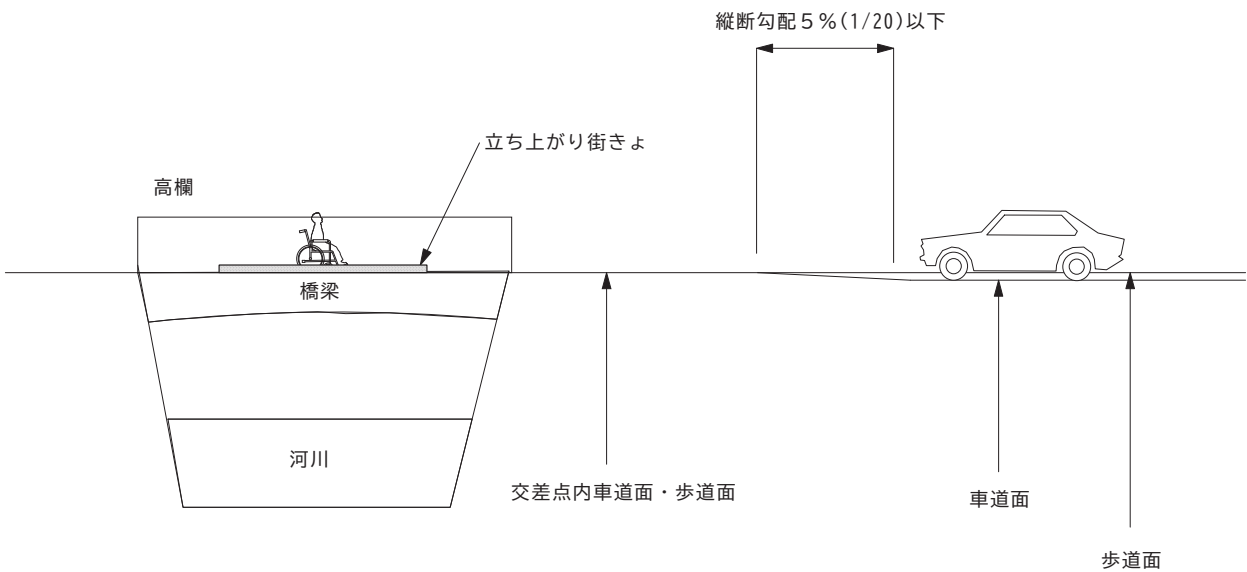 縦断勾配5%(1/20)以下
立ち上がり街きょ
高欄
橋梁
河川
交差点内車道面・歩道面
車道面
歩道面